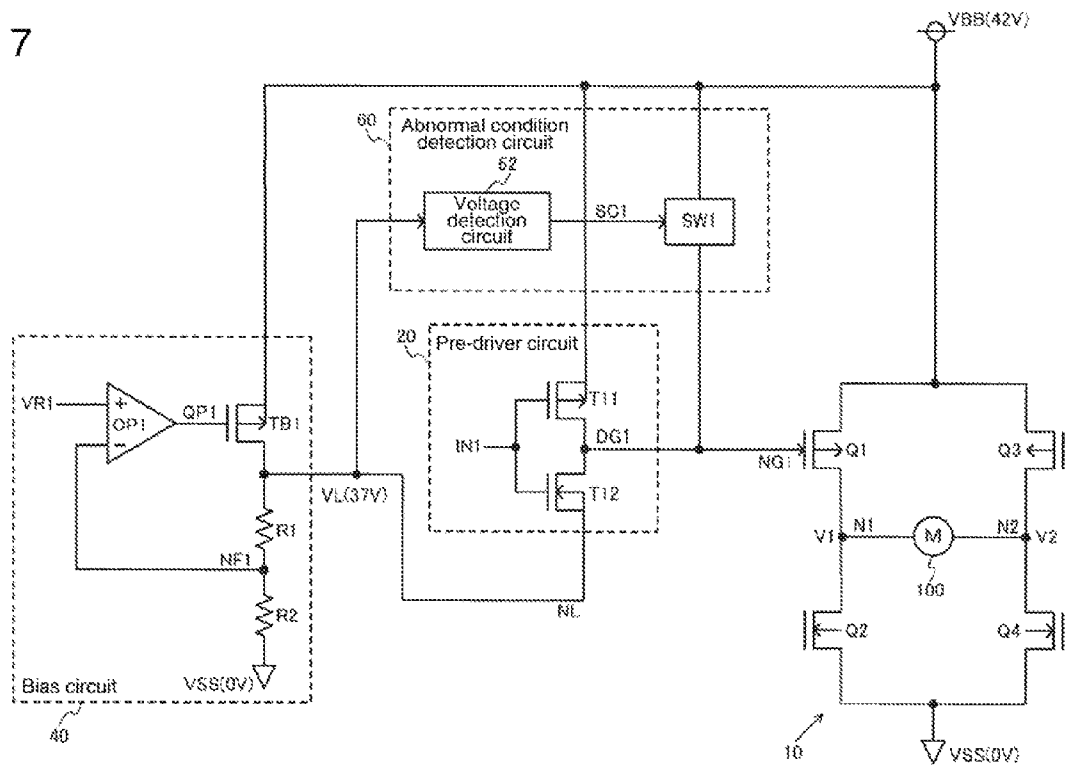 7
VBB(42V)
60
Abnormal condition
detection circuit
62
Voltage
detection
circuit
SC1
SW1
20
Pre-driver circuit
VR1
+
OP1
−
QP1
TB1
T11
IN1
DG1
T12
NG1
Q1
Q3
VL(37V)
R1
NF1
R2
NL
V1
N1
M
N2
V2
100
Q2
Q4
VSS(0V)
Bias circuit
40
10
VSS(0V)